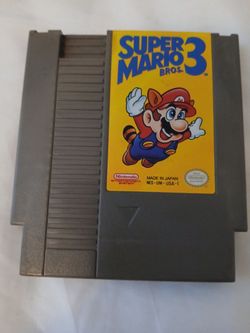 SUPER
MARIO 3
BROS.
Nintendo
MADE IN JAPAN
NES-UM-USA-1